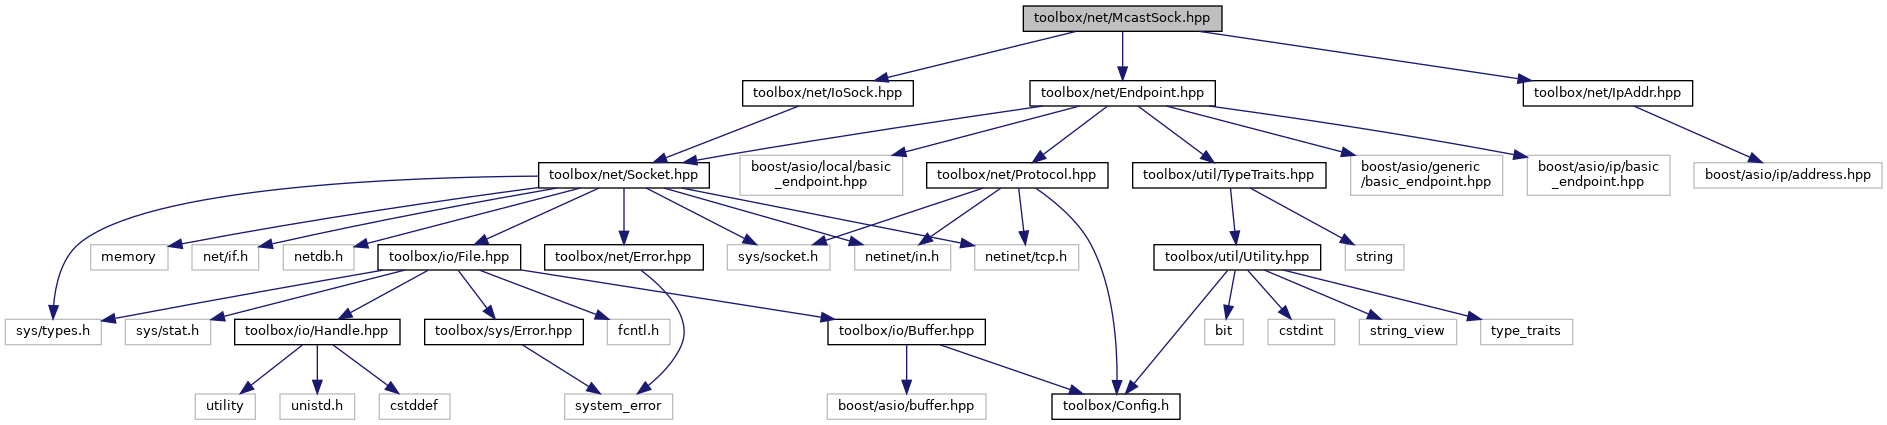 toolbox/net/McastSock.hpp
toolbox/net/IoSock.hpp
toolbox/net/Endpoint.hpp
toolbox/net/IpAddr.hpp
toolbox/net/Socket.hpp
boost/asio/local/basic
_endpoint.hpp
toolbox/net/Protocol.hpp
toolbox/util/TypeTraits.hpp
boost/asio/generic
/basic_endpoint.hpp
boost/asio/ip/basic
_endpoint.hpp
boost/asio/ip/address.hpp
memory
net/if.h
netdb.h
toolbox/io/File.hpp
toolbox/net/Error.hpp
sys/socket.h
netinet/in.h
netinet/tcp.h
toolbox/util/Utility.hpp
string
sys/types.h
sys/stat.h
toolbox/io/Handle.hpp
toolbox/sys/Error.hpp
fcntl.h
toolbox/io/Buffer.hpp
bit
cstdint
string_view
type_traits
utility
unistd.h
cstddef
system_error
boost/asio/buffer.hpp
toolbox/Config.h